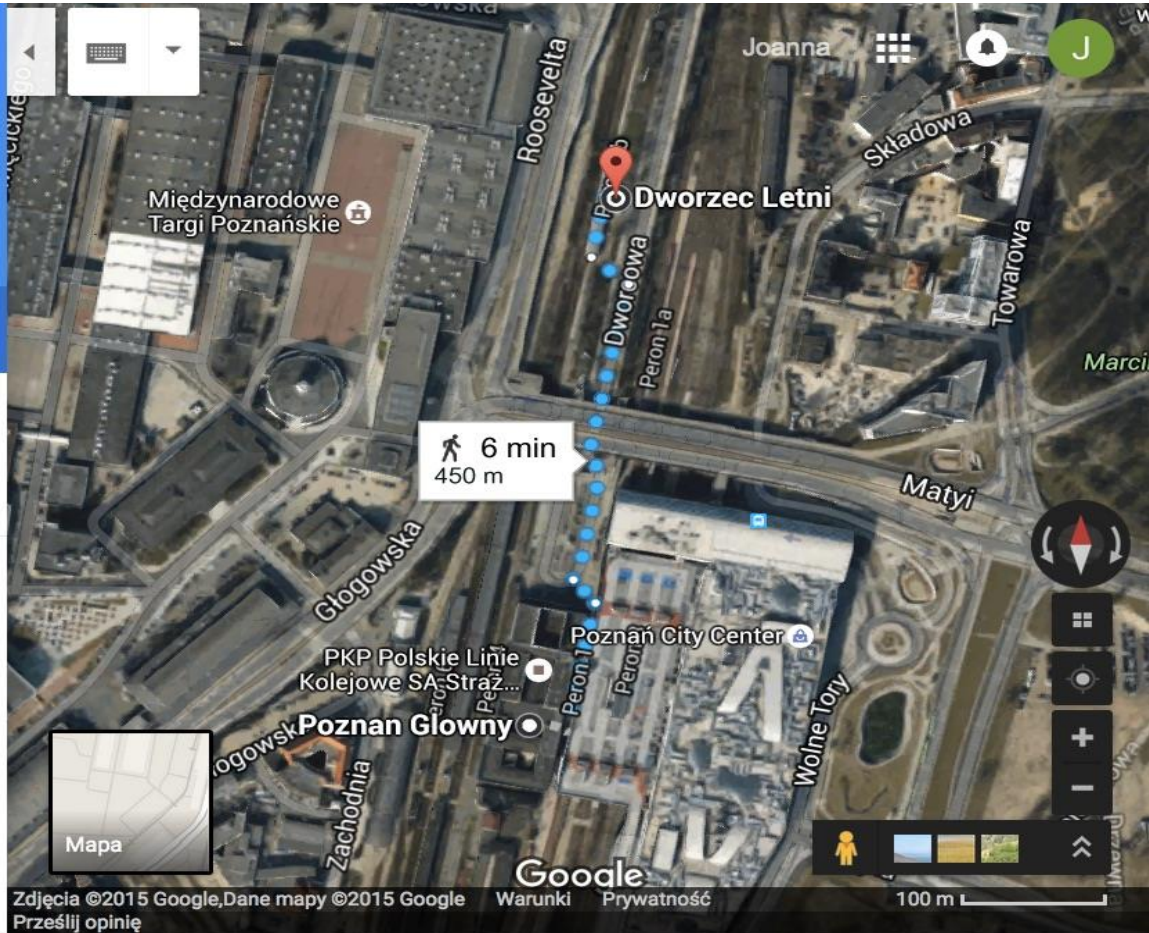 Joanna
J
Roosevelta
Składowa
Międzynarodowe
Targi Poznańskie
Dworzec Letni
Towarowa
Dworcowa
Peron 1a
6 min
450 m
Matyi
Głogowska
Poznań City Center
PKP Polskie Linie
Kolejowe SA Straż...
Peron 1
Peron
Poznan Glowny
Wolne Tory
Zachodnia
Mapa
Google
Zdjęcia ©2015 Google,Dane mapy ©2015 Google Warunki Prywatność 100 m
Prześlij opinię